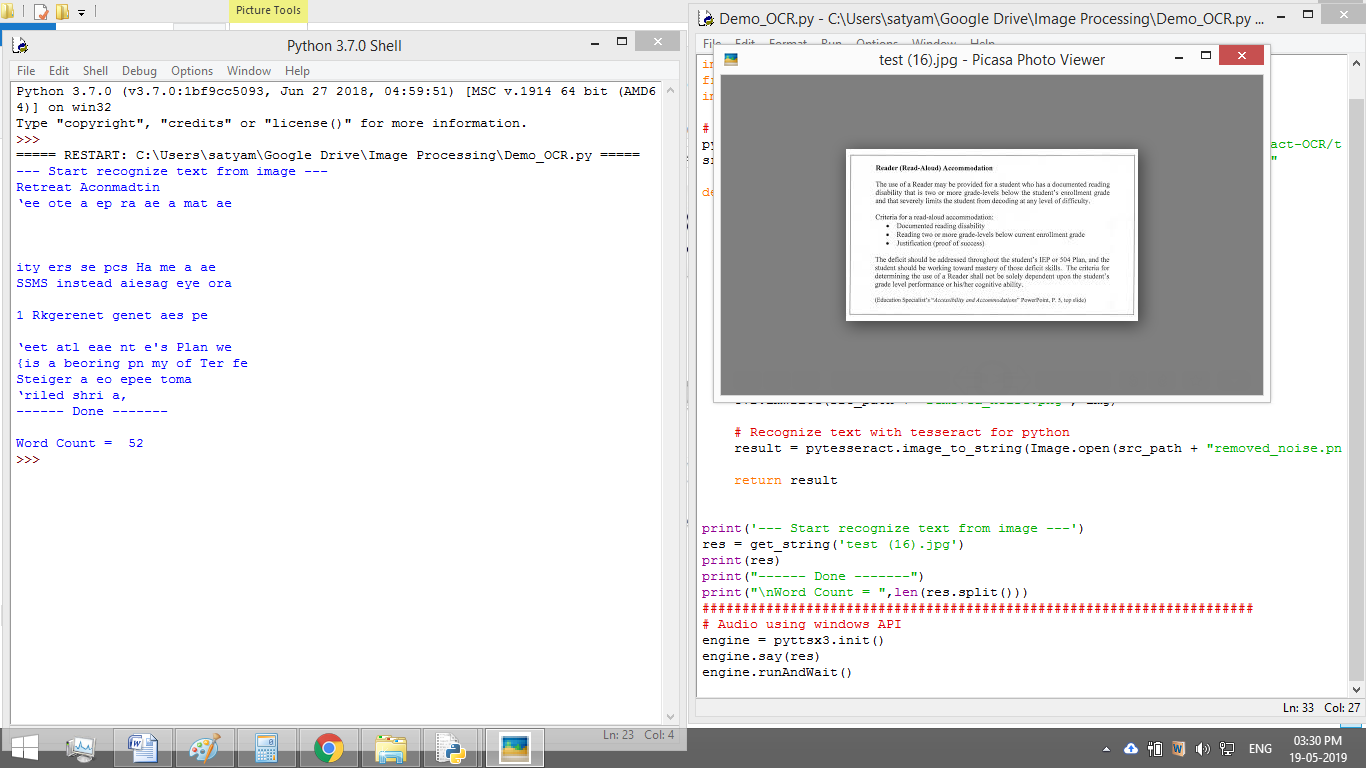 Picture Tools
Python 3.7.0 Shell
File Edit Shell Debug Options Window Help
Python 3.7.0 (v3.7.0:1bf9cc5093, Jun 27 2018, 04:59:51) [MSC v.1914 64 bit (AMD6
4)] on win32
Type "copyright", "credits" or "license()" for more information.
>>>
===== RESTART: C:\Users\satyam\Google Drive\Image Processing\Demo_OCR.py =====
--- Start recognize text from image ---
Retreat Aconmadtin
‘ee ote a ep ra ae a mat ae
ity ers se pcs Ha me a ae
SSMS instead aiesag eye ora
1 Rkgerenet genet aes pe
‘eet atl eae nt e's Plan we
{is a beoring pn my of Ter fe
Steiger a eo epee toma
‘riled shri a,
------ Done -------
Word Count =  52
>>>
Ln: 23 Col: 4
Demo_OCR.py - C:\Users\satyam\Google Drive\Image Processing\Demo_OCR.py ...
File Edit Format Run Options Window Help
test (16).jpg - Picasa Photo Viewer
#
act-OCR/t
"
Reader (Read-Aloud) Accommodation
The use of a Reader may be provided for a student who has a documented reading
disability that is two or more grade-levels below the student's enrollment grade
and that severely limits the student from decoding at any level of difficulty.
Criteria for a read-aloud accommodation:
• Documented reading disability
• Reading two or more grade-levels below current enrollment grade
• Justification (proof of success)
The deficit should be addressed throughout the student's IEP or 504 Plan, and the
student should be working toward mastery of those deficit skills. The criteria for
determining the use of a Reader shall not be solely dependent upon the student's
grade level performance or his/her cognitive ability.
(Education Specialist's "Accessibility and Accommodations" PowerPoint, P. 5, top slide)
# Recognize text with tesseract for python
result = pytesseract.image_to_string(Image.open(src_path + "removed_noise.pn
return result
print('--- Start recognize text from image ---')
res = get_string('test (16).jpg')
print(res)
print("------ Done -------")
print("\nWord Count = ",len(res.split()))
#####################################################################
# Audio using windows API
engine = pyttsx3.init()
engine.say(res)
engine.runAndWait()
Ln: 33 Col: 27
ENG
03:30 PM
19-05-2019